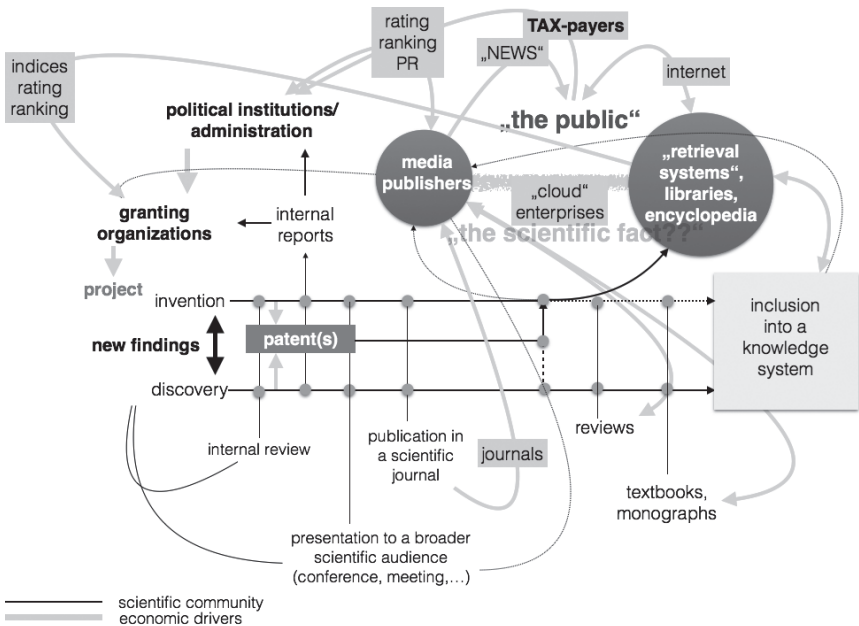 rating
ranking
PR
TAX-payers
„NEWS“
indices
rating
ranking
internet
political institutions/
administration
„the public“
media
publishers
„retrieval
systems“,
libraries,
encyclopedia
„cloud“
enterprises
granting
organizations
internal
reports
„the scientific fact??“
project
invention
inclusion
into a
knowledge
system
new findings
patent(s)
discovery
internal review
publication in
a scientific
journal
journals
reviews
textbooks,
monographs
presentation to a broader
scientific audience
(conference, meeting,...)
scientific community
economic drivers